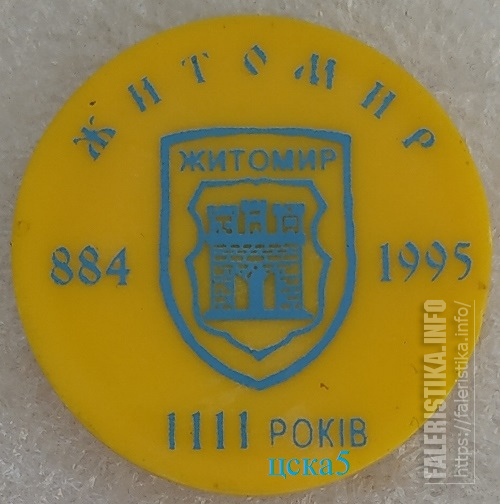 ЖИТОМИР
ЖИТОМИР
884
1995
1111 РОКІВ
цска5
FALERISTIKA.INFO
https://faleristika.info/